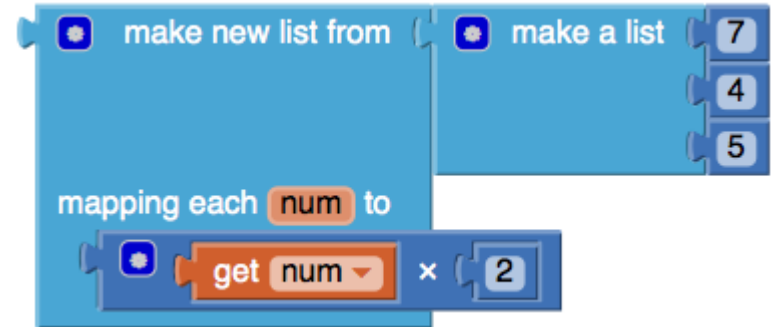 make new list from make a list 7
4
5
mapping each num to
get num × 2